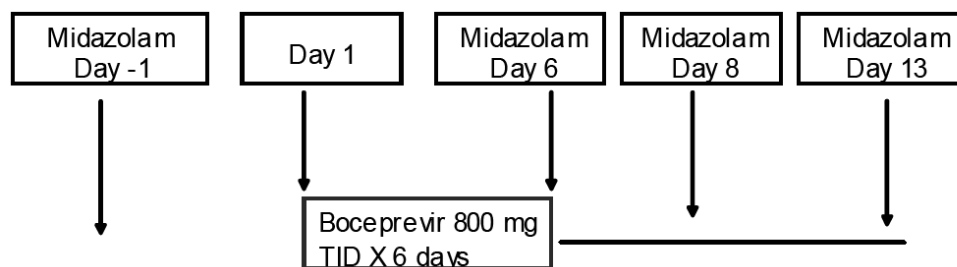 Midazolam
Day -1
Day 1
Midazolam
Day 6
Midazolam
Day 8
Midazolam
Day 13
Boceprevir 800 mg
TID X 6 days